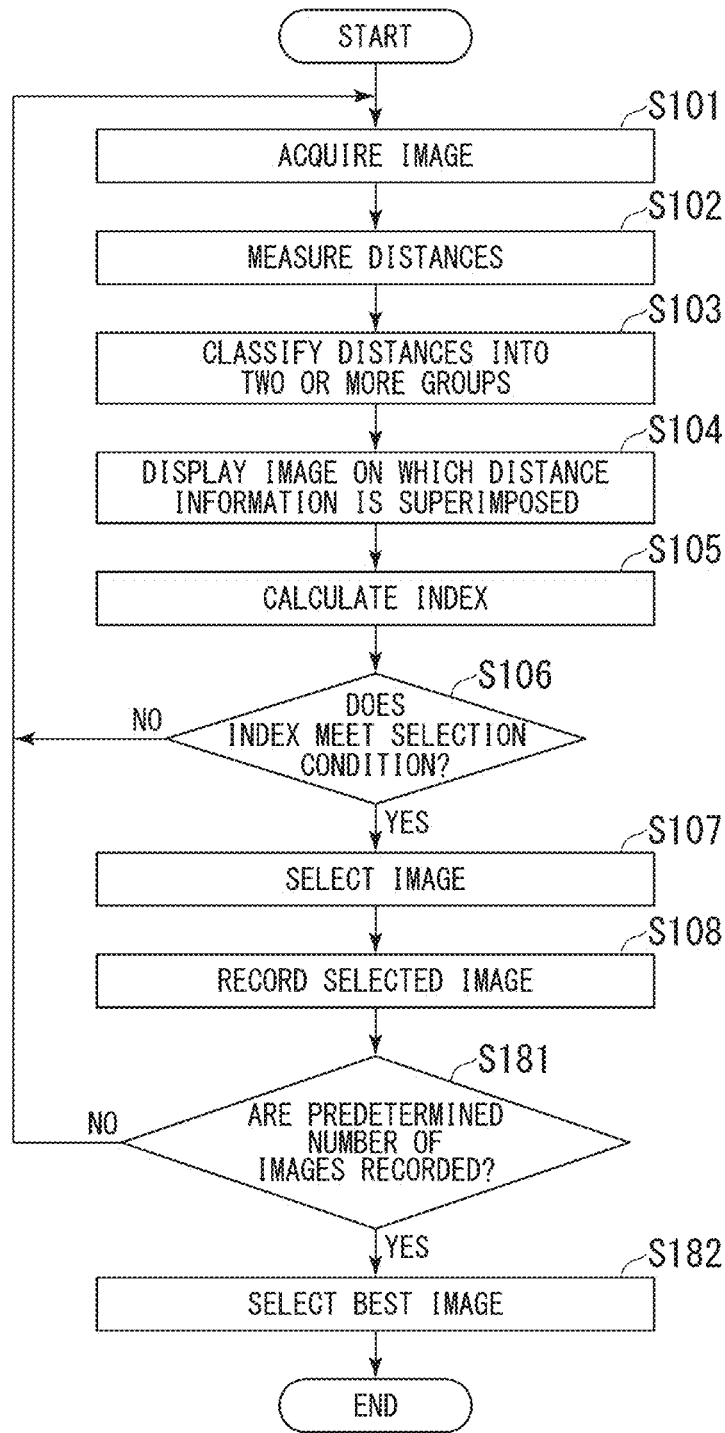 START
S101
ACQUIRE IMAGE
S102
MEASURE DISTANCES
S103
CLASSIFY DISTANCES INTO
TWO OR MORE GROUPS
S104
DISPLAY IMAGE ON WHICH DISTANCE
INFORMATION IS SUPERIMPOSED
S105
CALCULATE INDEX
S106
DOES
INDEX MEET SELECTION
CONDITION?
NO
YES
S107
SELECT IMAGE
S108
RECORD SELECTED IMAGE
S181
ARE PREDETERMINED
NUMBER OF
IMAGES RECORDED?
NO
YES
S182
SELECT BEST IMAGE
END